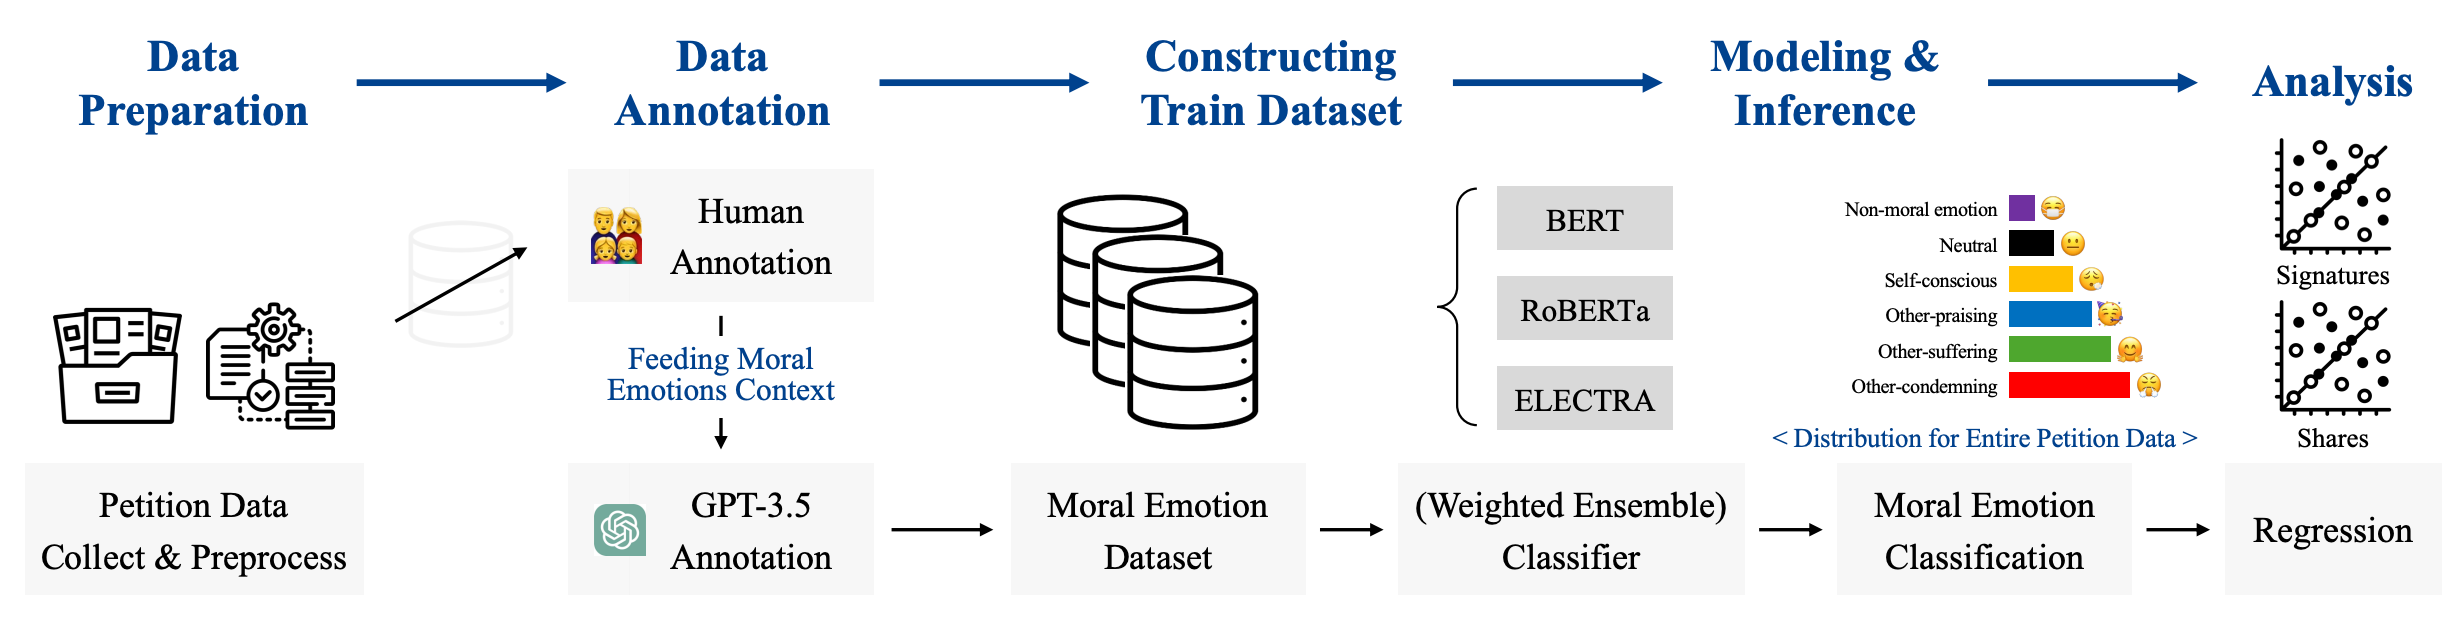 Data
Preparation
Data
Annotation
Constructing
Train Dataset
Modeling &
Inference
Analysis
Petition Data
Collect & Preprocess
Human
Annotation
Feeding Moral
Emotions Context
GPT-3.5
Annotation
Moral Emotion
Dataset
BERT
RoBERTa
ELECTRA
(Weighted Ensemble)
Classifier
Non-moral emotion
Neutral
Self-conscious
Other-praising
Other-suffering
Other-condemning
< Distribution for Entire Petition Data >
Moral Emotion
Classification
Signatures
Shares
Regression